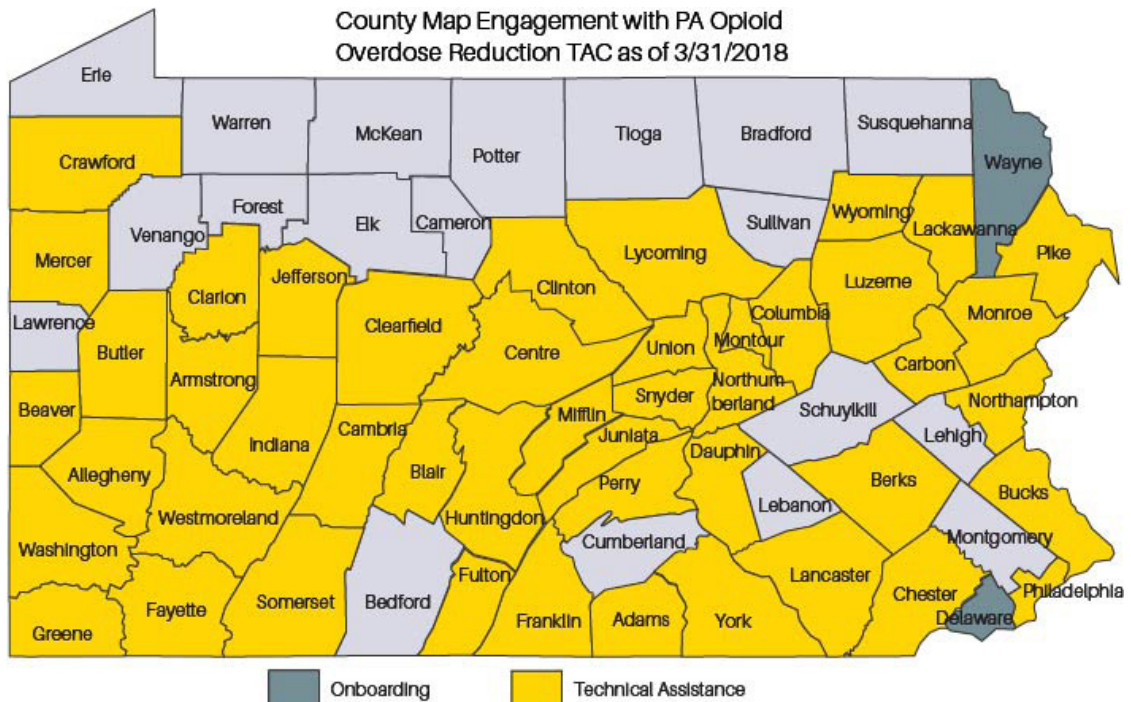 County Map Engagement with PA Opioid
Overdose Reduction TAC as of 3/31/2018
Erie
Warren
McKean
Potter
Tioga
Bradford
Susquehanna
Wayne
Crawford
Forest
Venango
Elk
Cameron
Sullivan
Wyoming
Lackawanna
Pike
Mercer
Clarion
Jefferson
Clinton
Lycoming
Luzerne
Columbia
Monroe
Lawrence
Butler
Clearfield
Centre
Union
Montour
Carbon
Armstrong
Snyder
Northum
berland
Schuylkill
Northampton
Beaver
Mifflin
Lehigh
Indiana
Cambria
Juniata
Dauphin
Allegheny
Blair
Perry
Berks
Bucks
Lebanon
Westmoreland
Huntingdon
Cumberland
Montgomery
Washington
Fulton
Lancaster
Philadelphia
Greene
Fayette
Somerset
Bedford
Franklin
Adams
York
Chester
Delaware
Onboarding
Technical Assistance